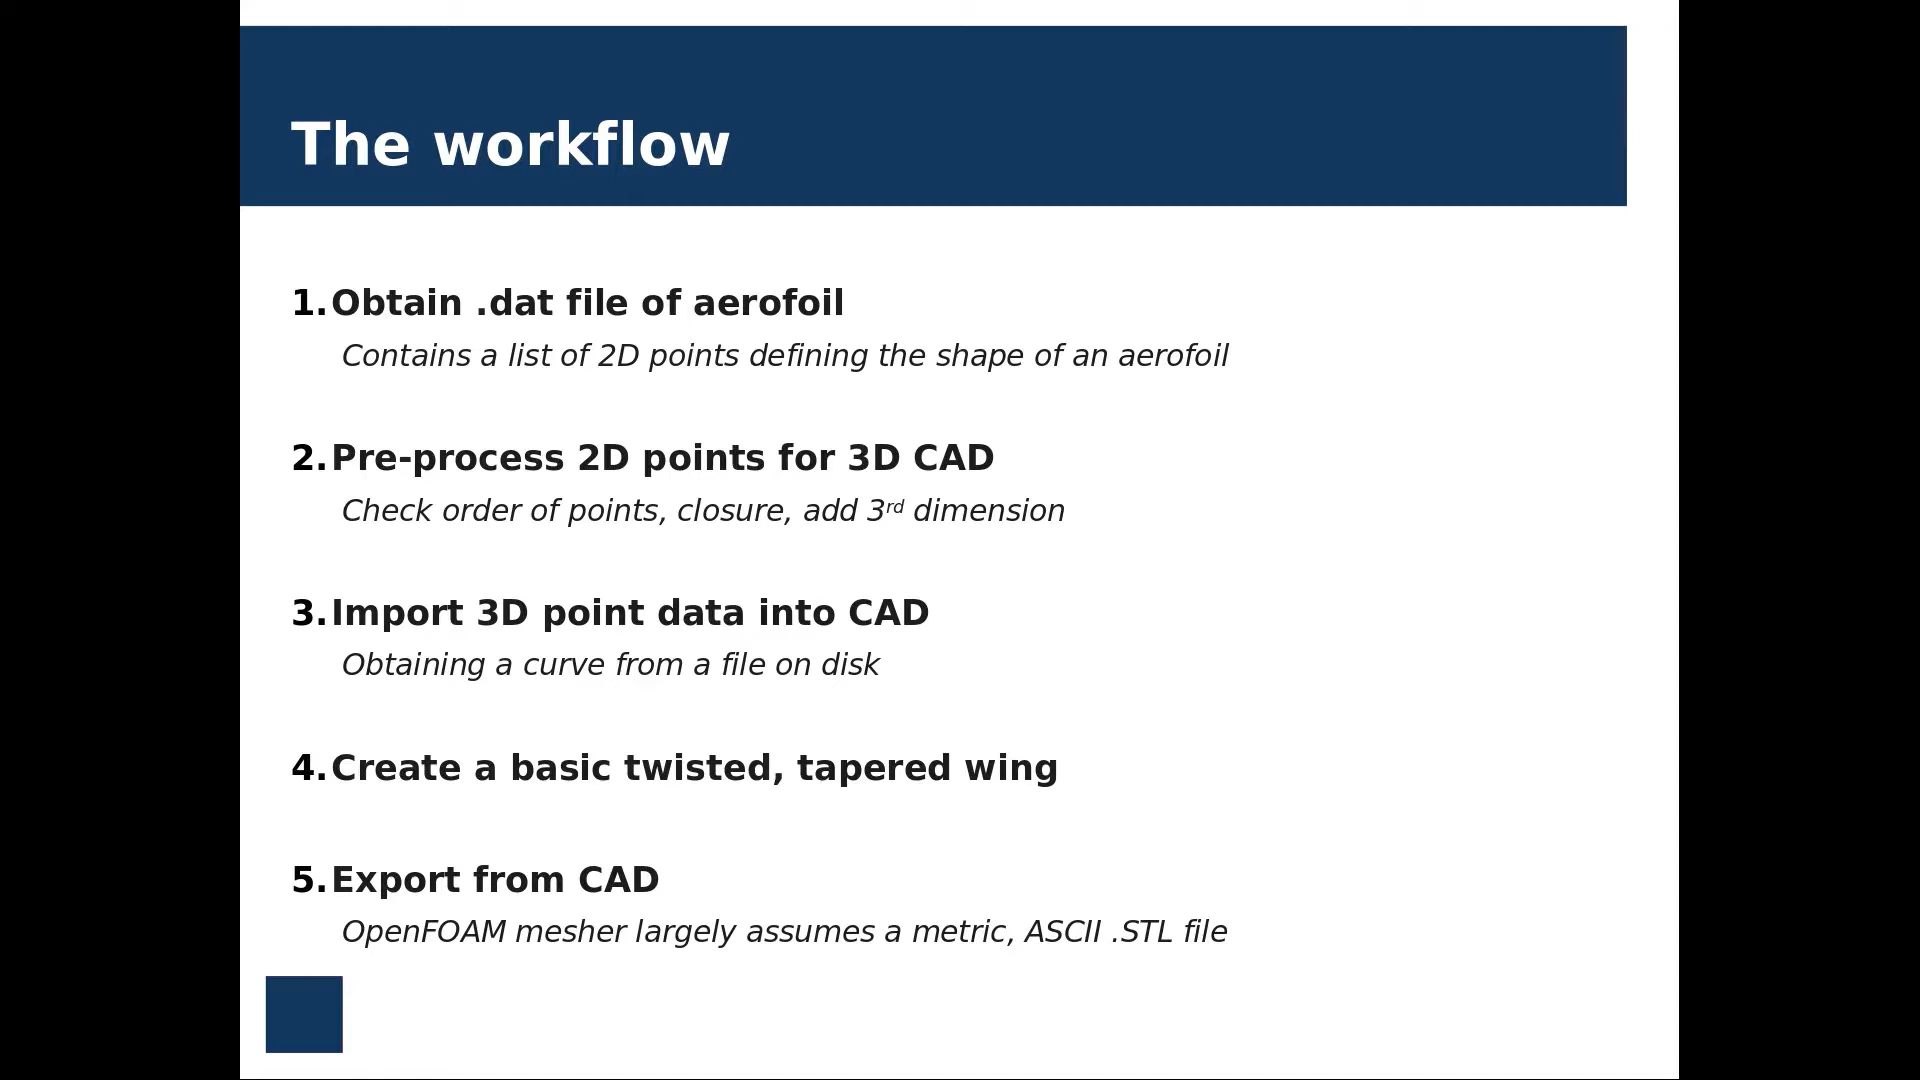 The workflow
1. Obtain .dat file of aerofoil
Contains a list of 2D points defining the shape of an aerofoil
2. Pre-process 2D points for 3D CAD
Check order of points, closure, add 3rd dimension
3. Import 3D point data into CAD
Obtaining a curve from a file on disk
4. Create a basic twisted, tapered wing
5. Export from CAD
OpenFOAM mesher largely assumes a metric, ASCII .STL file